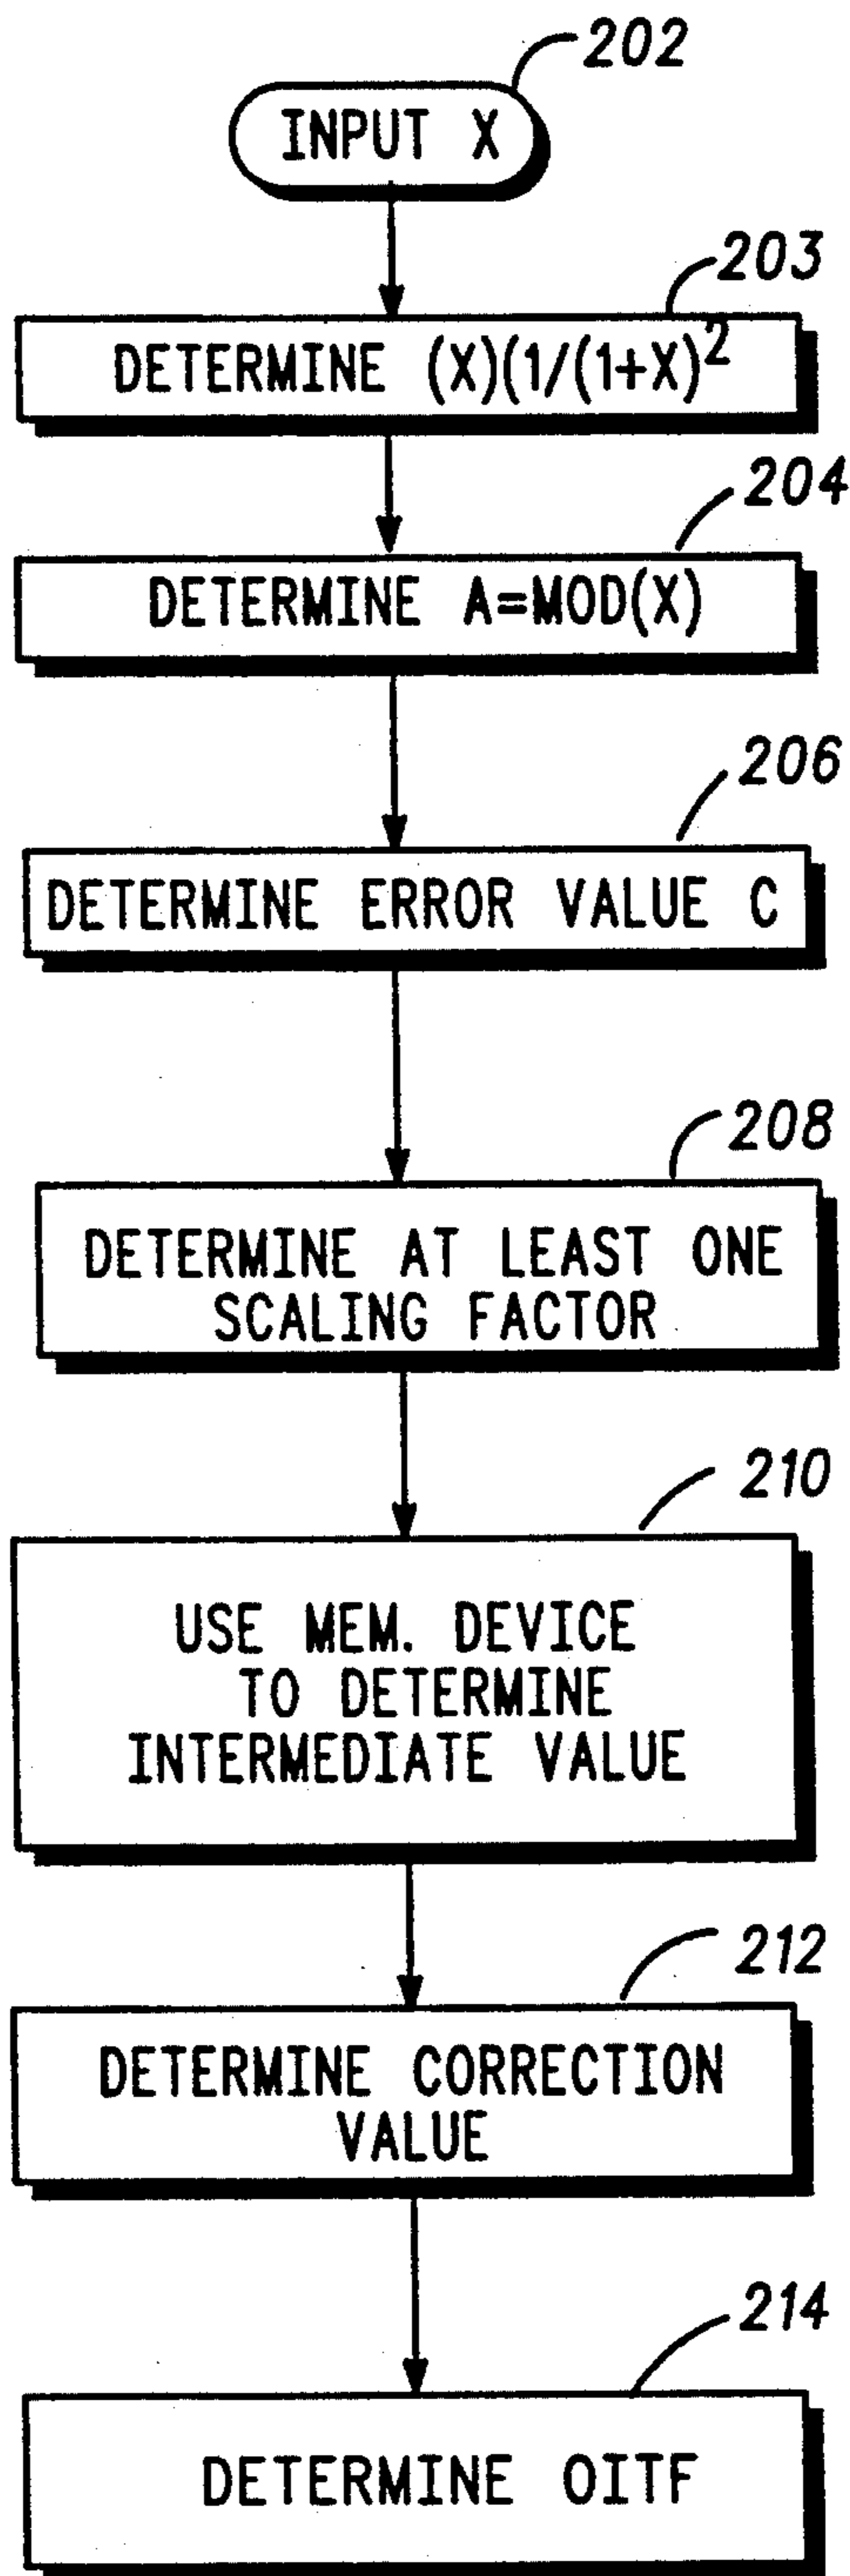 202
INPUT X
203
DETERMINE (X)(1/(1+X)²
204
DETERMINE A=MOD(X)
206
DETERMINE ERROR VALUE C
208
DETERMINE AT LEAST ONE
SCALING FACTOR
210
USE MEM. DEVICE
TO DETERMINE
INTERMEDIATE VALUE
212
DETERMINE CORRECTION
VALUE
214
DETERMINE OITF